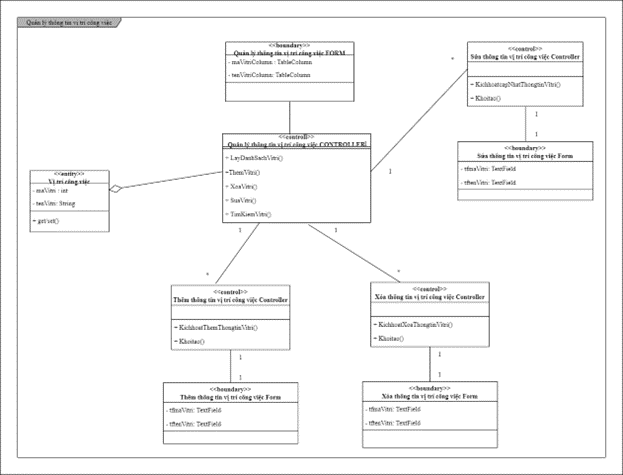 Quản lý thông tin vị trí công việc
<<boundary>>
Quản lý thông tin vị trí công việc FORM
- maVitriColumn : TableColumn
- tenVitriColumn: TableColumn
<<control>>
Sửa thông tin vị trí công việc Controller
+ KichhoatcapNhatThongtinVitri()
+ Khoitao()
*
1
1
<<boundary>>
Sửa thông tin vị trí công việc Form
- tfmaVitri: TextField
- tftenVitri: TextField
<<control>>
Quản lý thông tin vị trí công việc CONTROLLER
+ LayDanhSachVitri()
+ThemVitri()
+ XoaVitri()
+ SuaVitri()
+ TimKiemVitri()
1
<<entity>>
Vị trí công việc
- maVitri : int
- tenVitri: String
+ get/set()
1
1
*
*
<<control>>
Thêm thông tin vị trí công việc Controller
+ KichhoatThemThongtinVitri()
+ Khoitao()
1
1
<<boundary>>
Thêm thông tin vị trí công việc Form
- tfmaVitri: TextField
- tftenVitri: TextField
<<control>>
Xóa thông tin vị trí công việc Controller
+ KichhoatXoaThongtinVitri()
+ Khoitao()
1
1
<<boundary>>
Xóa thông tin vị trí công việc Form
- tfmaVitri: TextField
- tftenVitri: TextField